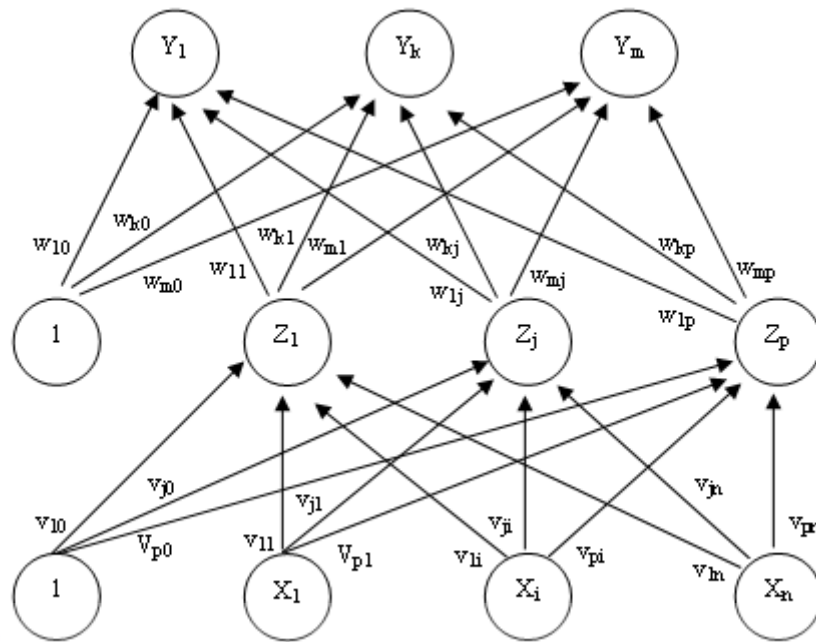 Y₁ Yₖ Yₘ
w₁₀ wₖ₀ wₘ₀ w₁₁ wₖ₁ wₘ₁ w₁ⱼ wₖⱼ wₘⱼ w₁ₚ wₖₚ wₘₚ
1 Z₁ Zⱼ Zₚ
v₁₀ vⱼ₀ Vₚ₀ v₁₁ vⱼ₁ Vₚ₁ v₁ᵢ vⱼᵢ vₚᵢ v₁ₙ vⱼₙ vₚₙ
1 X₁ Xᵢ Xₙ